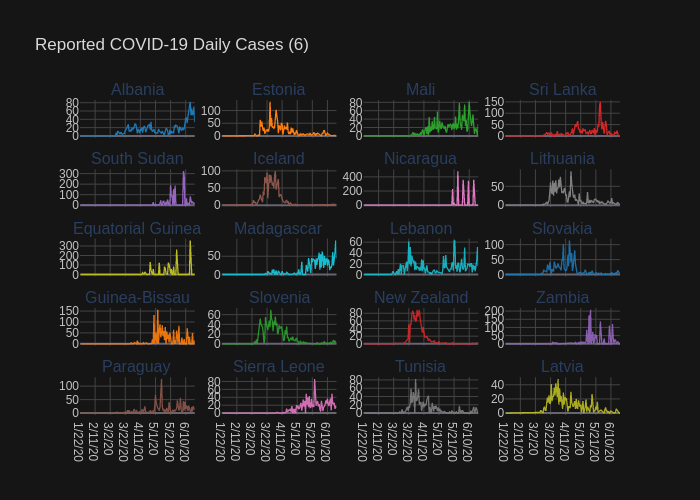 Reported COVID-19 Daily Cases (6)
Albania Estonia Mali Sri Lanka
80 60 40 20 0 100 50 0 80 60 40 20 0 150 100 50 0
South Sudan Iceland Nicaragua Lithuania
300 200 100 0 100 50 0 400 200 0 50 0
Equatorial Guinea Madagascar Lebanon Slovakia
300 200 100 0 50 0 60 40 20 0 100 50 0
Guinea-Bissau Slovenia New Zealand Zambia
150 100 50 0 60 40 20 0 80 60 40 20 0 200 150 100 50 0
Paraguay Sierra Leone Tunisia Latvia
100 50 0 80 60 40 20 0 80 60 40 20 0 40 20 0
1/22/20 2/11/20 3/2/20 3/22/20 4/11/20 5/1/20 5/21/20 6/10/20 1/22/20 2/11/20 3/2/20 3/22/20 4/11/20 5/1/20 5/21/20 6/10/20 1/22/20 2/11/20 3/2/20 3/22/20 4/11/20 5/1/20 5/21/20 6/10/20 1/22/20 2/11/20 3/2/20 3/22/20 4/11/20 5/1/20 5/21/20 6/10/20